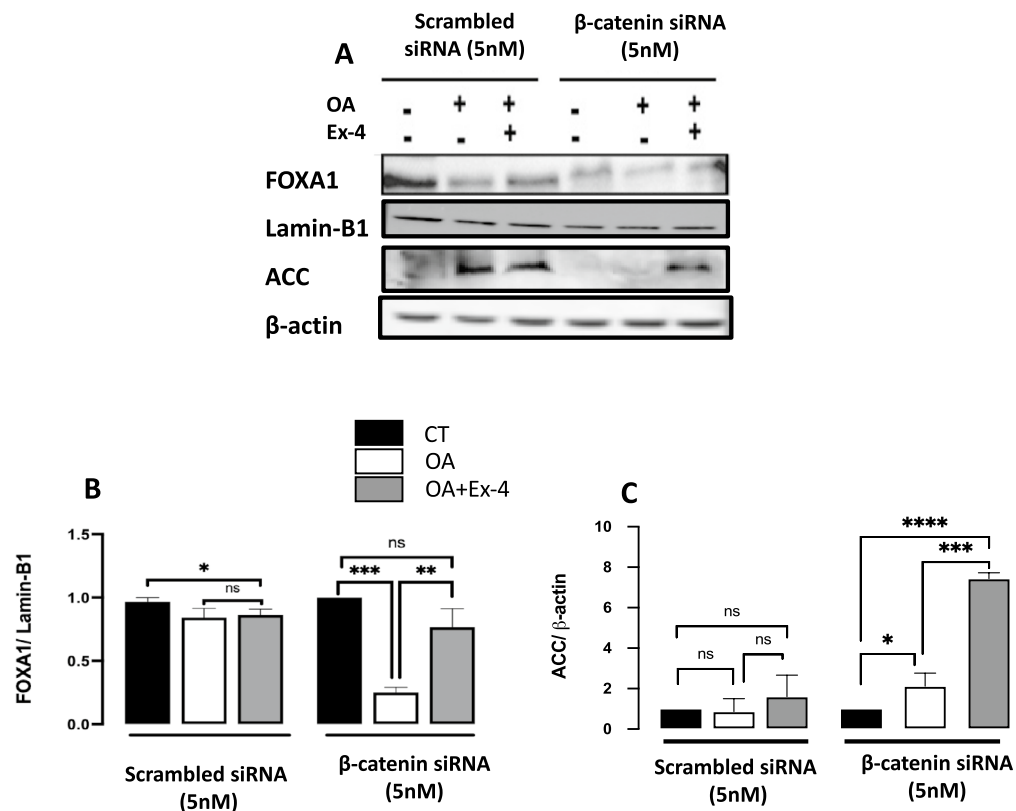 A
Scrambled
siRNA (5nM)
β-catenin siRNA
(5nM)
OA - + + - + +
Ex-4 - - + - - +
FOXA1
Lamin-B1
ACC
β-actin
CT
OA
OA+Ex-4
B
FOXA1/ Lamin-B1
1.5
1.0
0.5
0.0
*
ns
ns
***
**
Scrambled siRNA
(5nM)
β-catenin siRNA
(5nM)
C
ACC/ β-actin
10
8
6
4
2
0
ns
ns
ns
****
***
*
Scrambled siRNA
(5nM)
β-catenin siRNA
(5nM)